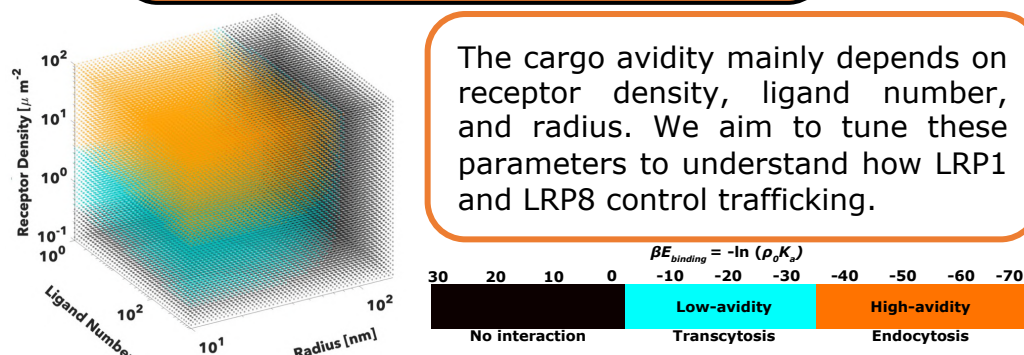 The cargo avidity mainly depends on
receptor density, ligand number,
and radius. We aim to tune these
parameters to understand how LRP1
and LRP8 control trafficking.
Receptor Density [μ m⁻²]
10²
10¹
10⁰
10⁻¹
10⁰
10²
Ligand Number
10¹
Radius [nm]
10²
βE_binding = -ln (ρ₀Kₐ)
30 20 10 0 -10 -20 -30 -40 -50 -60 -70
Low-avidity High-avidity
No interaction Transcytosis Endocytosis